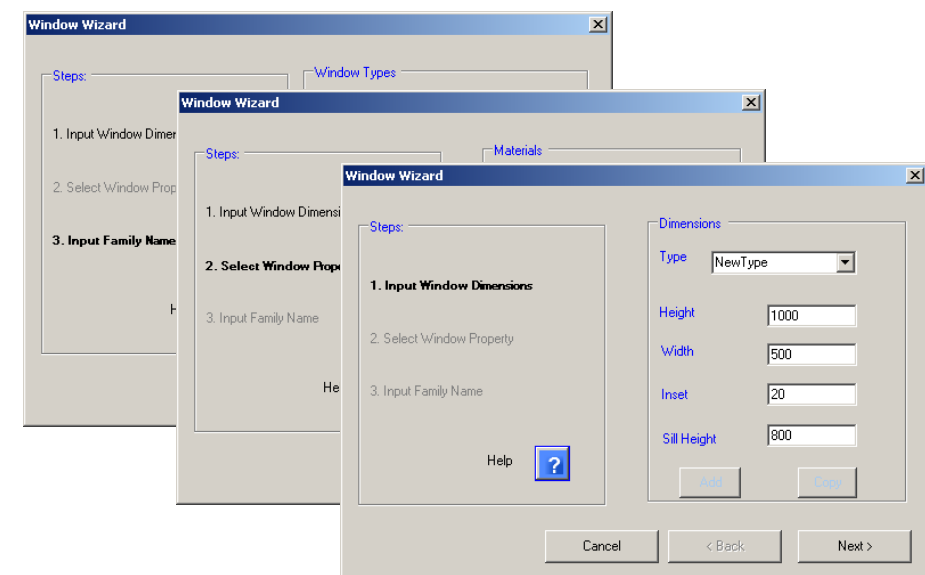 Window Wizard
Steps:
Window Types
1. Input Window Dimen
2. Select Window Prop
3. Input Family Name
H
Window Wizard
Steps:
Materials
1. Input Window Dimensi
2. Select Window Prope
3. Input Family Name
He
Window Wizard
Steps:
1. Input Window Dimensions
2. Select Window Property
3. Input Family Name
Help
?
Dimensions
Type NewType
Height 1000
Width 500
Inset 20
Sill Height 800
Add Copy
Cancel < Back Next >